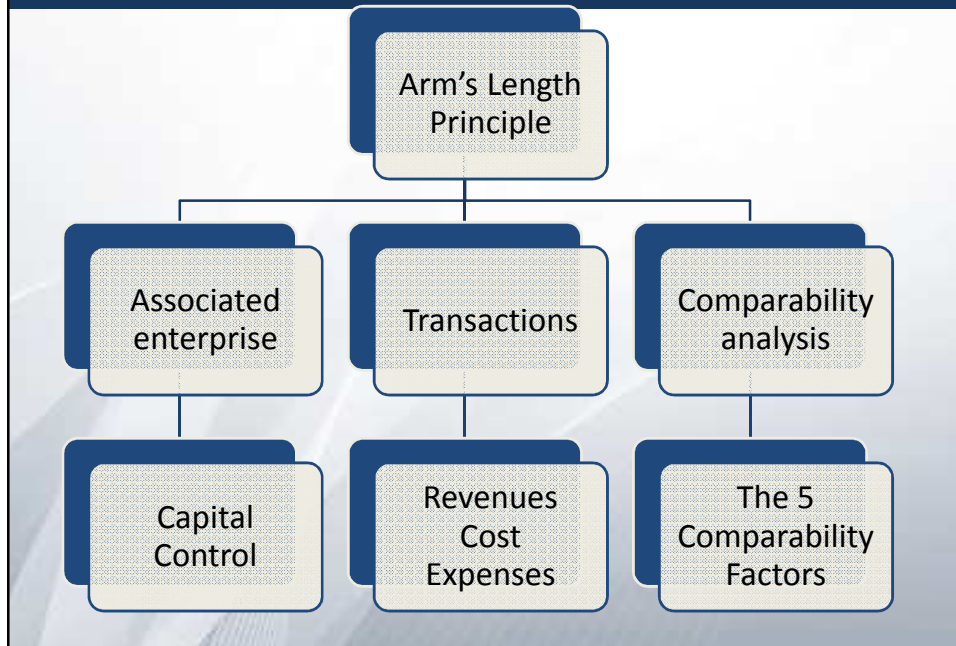 Arm’s Length
Principle
Associated
enterprise
Transactions
Comparability
analysis
Capital
Control
Revenues
Cost
Expenses
The 5
Comparability
Factors